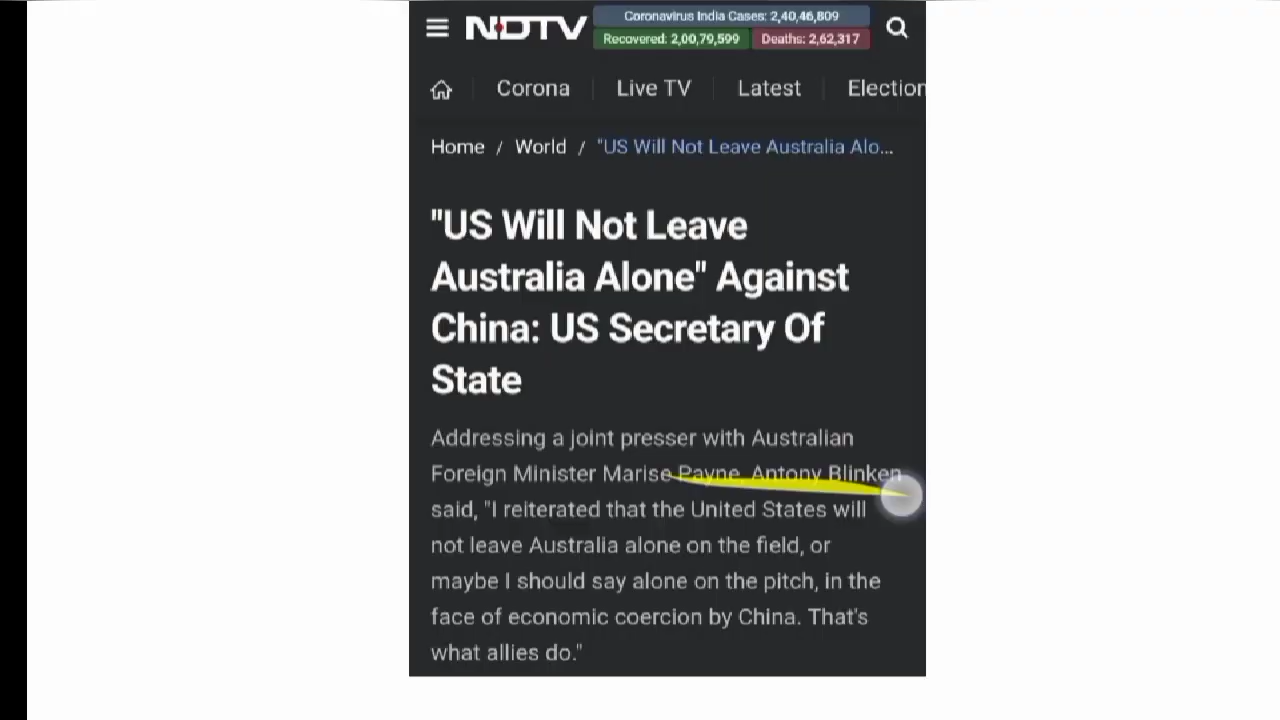 NDTV
Coronavirus India Cases: 2,40,46,809
Recovered: 2,00,79,599 Deaths: 2,62,317
Corona Live TV Latest Election
Home / World / "US Will Not Leave Australia Alo...
"US Will Not Leave
Australia Alone" Against
China: US Secretary Of
State
Addressing a joint presser with Australian
Foreign Minister Marise Payne, Antony Blinken
said, "I reiterated that the United States will
not leave Australia alone on the field, or
maybe I should say alone on the pitch, in the
face of economic coercion by China. That's
what allies do."